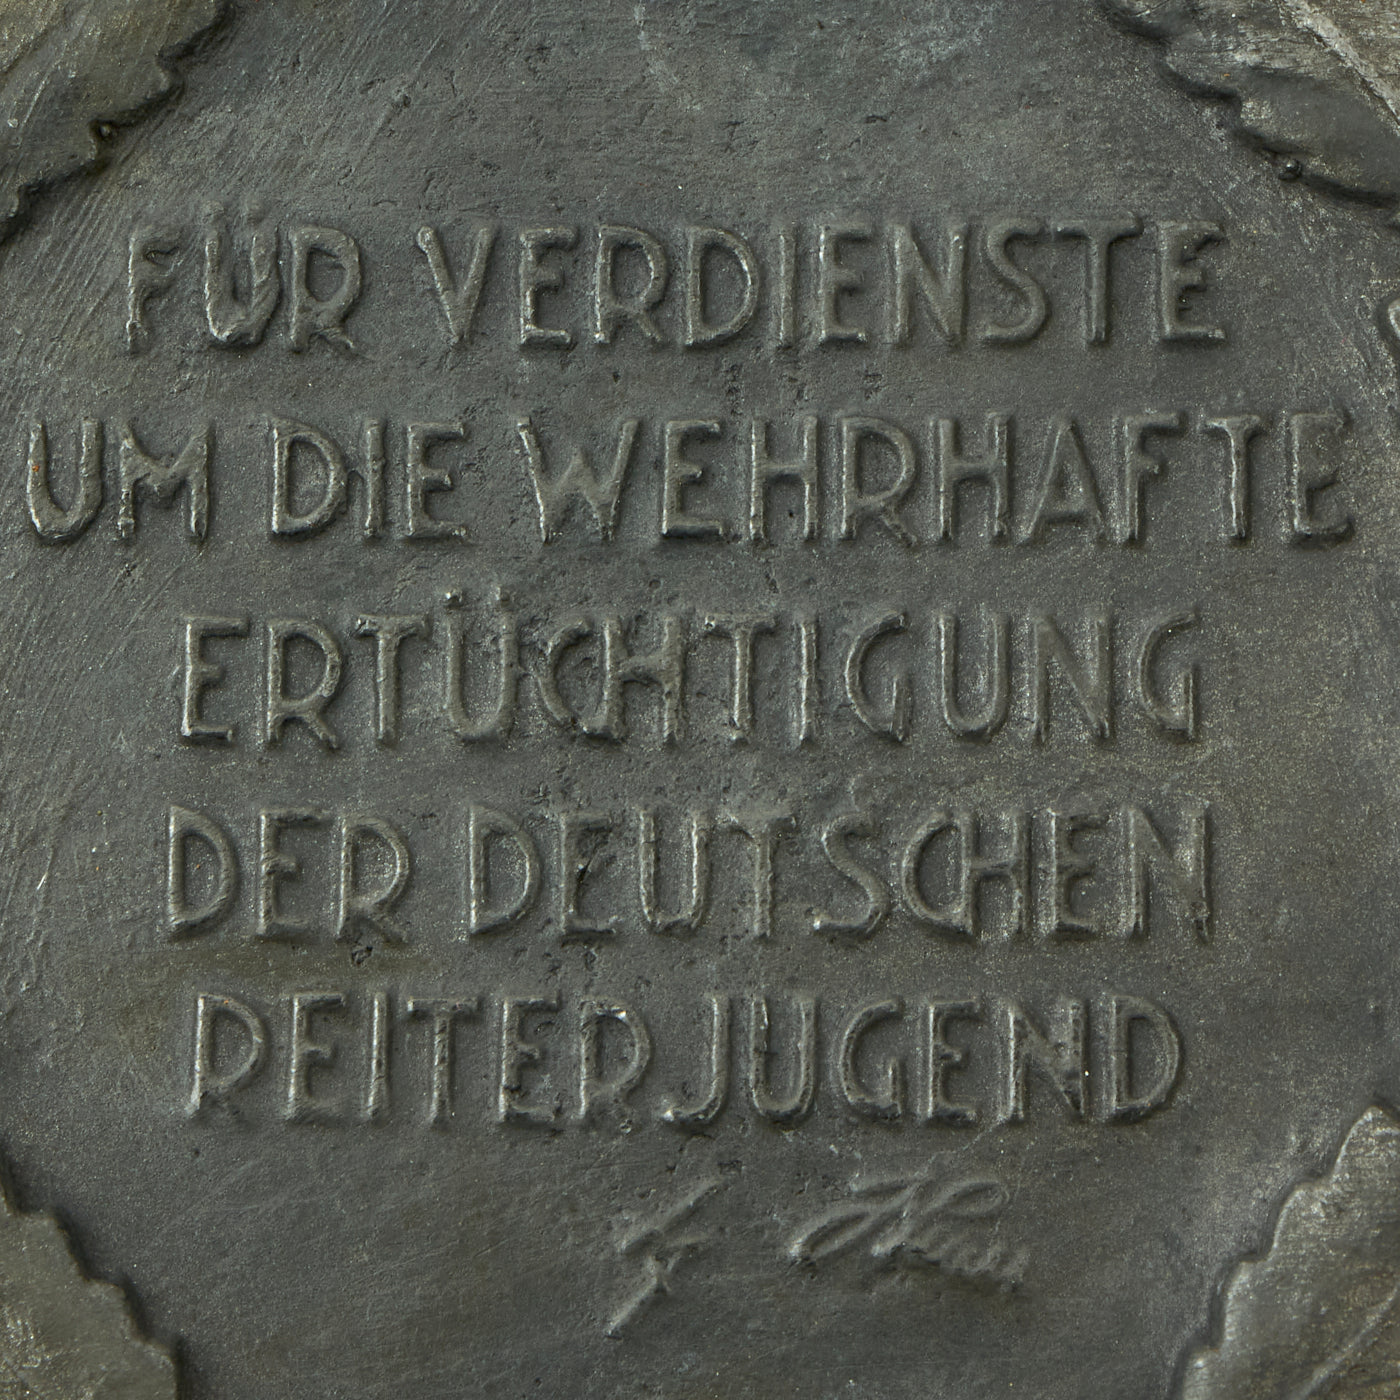 FÜR VERDIENSTE
UM DIE WEHRHAFTE
ERTÜCHTIGUNG
DER DEUTSCHEN
REITERJUGEND